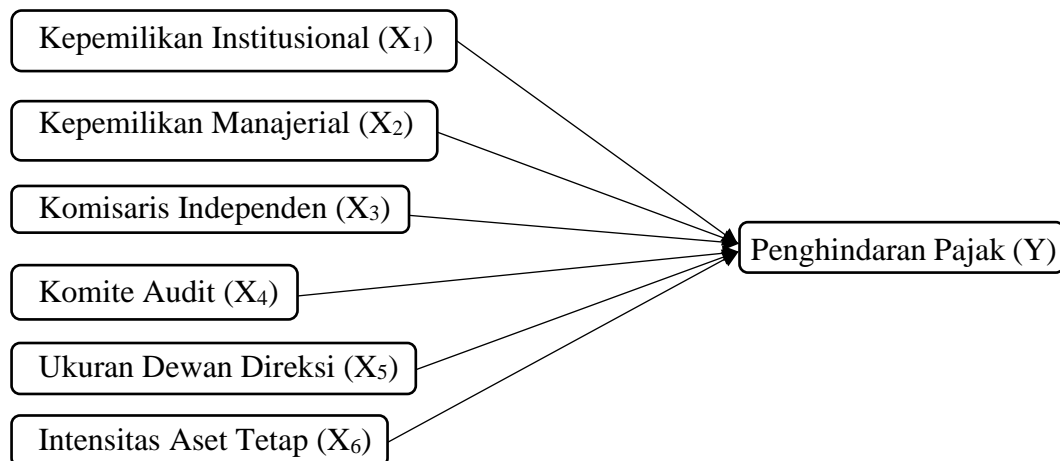 Kepemilikan Institusional (X₁)
Kepemilikan Manajerial (X₂)
Komisaris Independen (X₃)
Penghindaran Pajak (Y)
Komite Audit (X₄)
Ukuran Dewan Direksi (X₅)
Intensitas Aset Tetap (X₆)